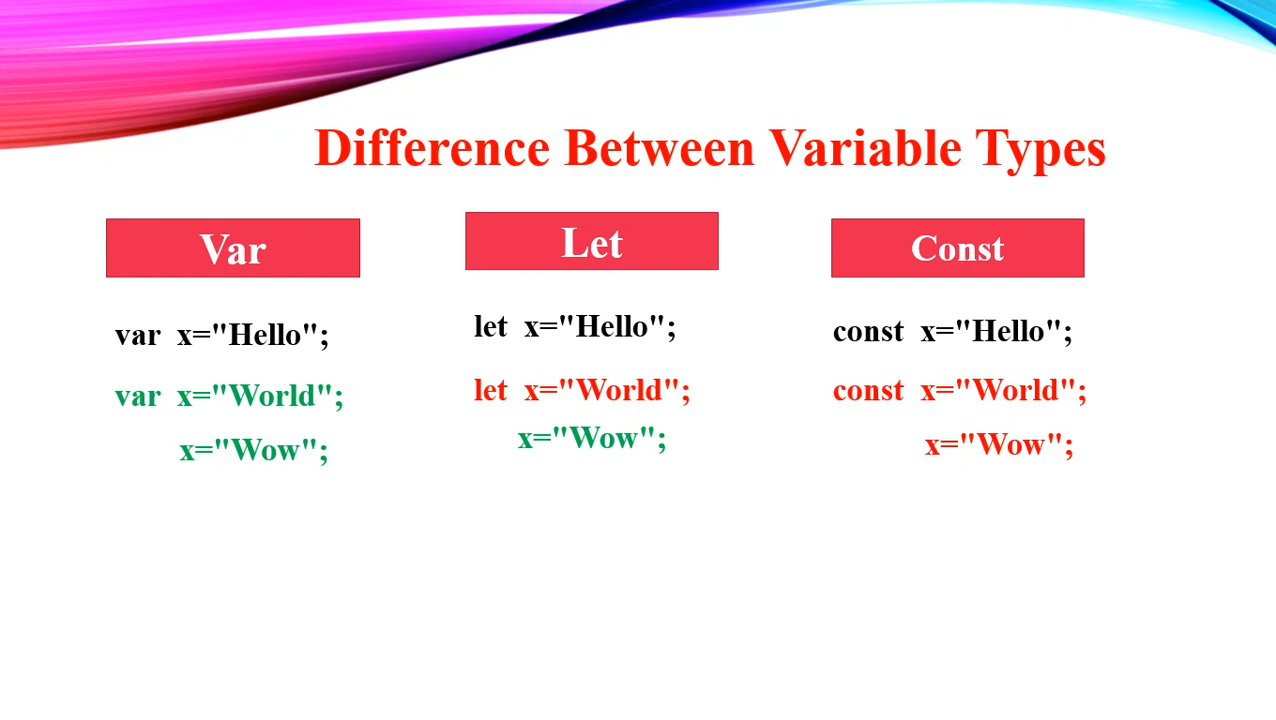 Difference Between Variable Types
Var
var x="Hello";
var x="World";
x="Wow";
Let
let x="Hello";
let x="World";
x="Wow";
Const
const x="Hello";
const x="World";
x="Wow";